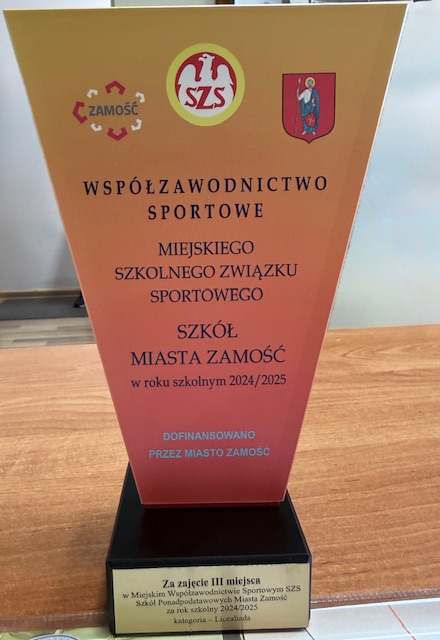 ZAMOŚĆ
SZS
WSPÓŁZAWODNICTWO
SPORTOWE
MIEJSKIEGO
SZKOLNEGO ZWIĄZKU
SPORTOWEGO
SZKÓŁ
MIASTA ZAMOŚĆ
w roku szkolnym 2024/2025
DOFINANSOWANO
PRZEZ MIASTO ZAMOŚĆ
Za zajęcie III miejsca
w Miejskim Współzawodnictwie Sportowym SZS
Szkół Ponadpodstawowych Miasta Zamość
za rok szkolny 2024/2025
kategoria – Licealiada